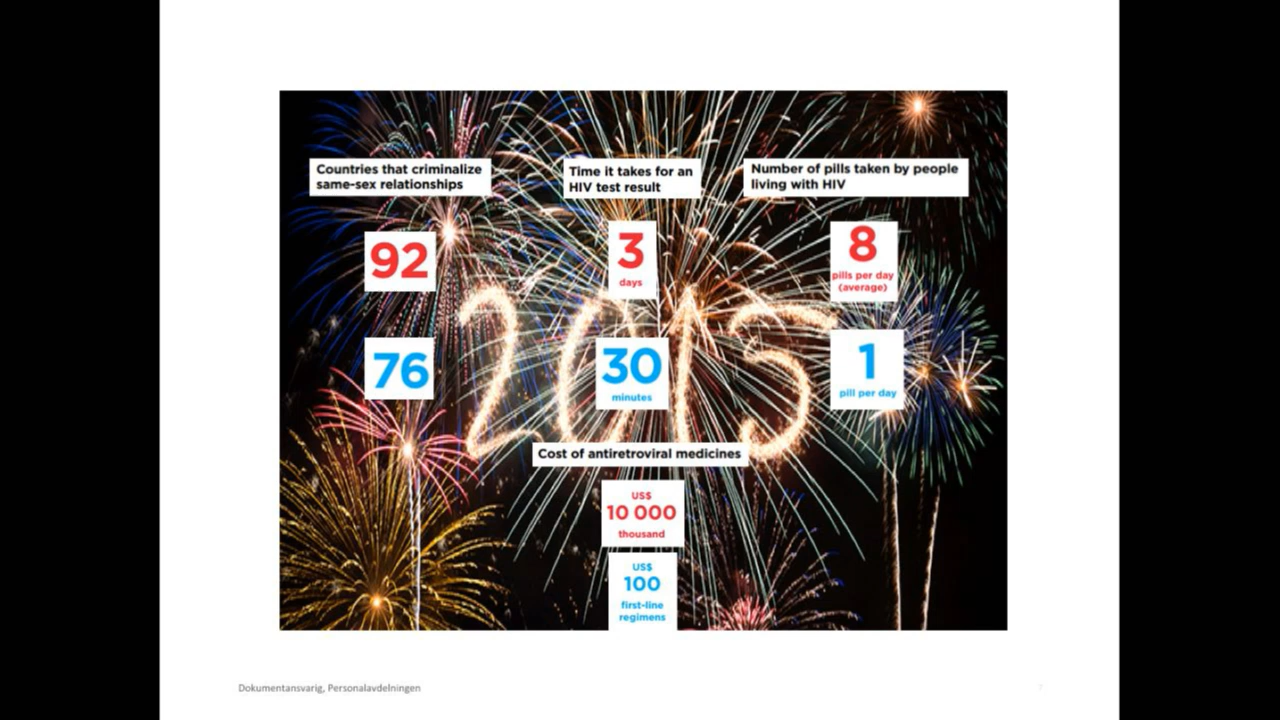 Countries that criminalize
same-sex relationships
92
76
Time it takes for an
HIV test result
3
days
30
minutes
Number of pills taken by people
living with HIV
8
pills per day
(average)
1
pill per day
2015
Cost of antiretroviral medicines
US$
10 000
thousand
US$
100
first-line
regimens
Dokumentansvarig, Personalavdelningen